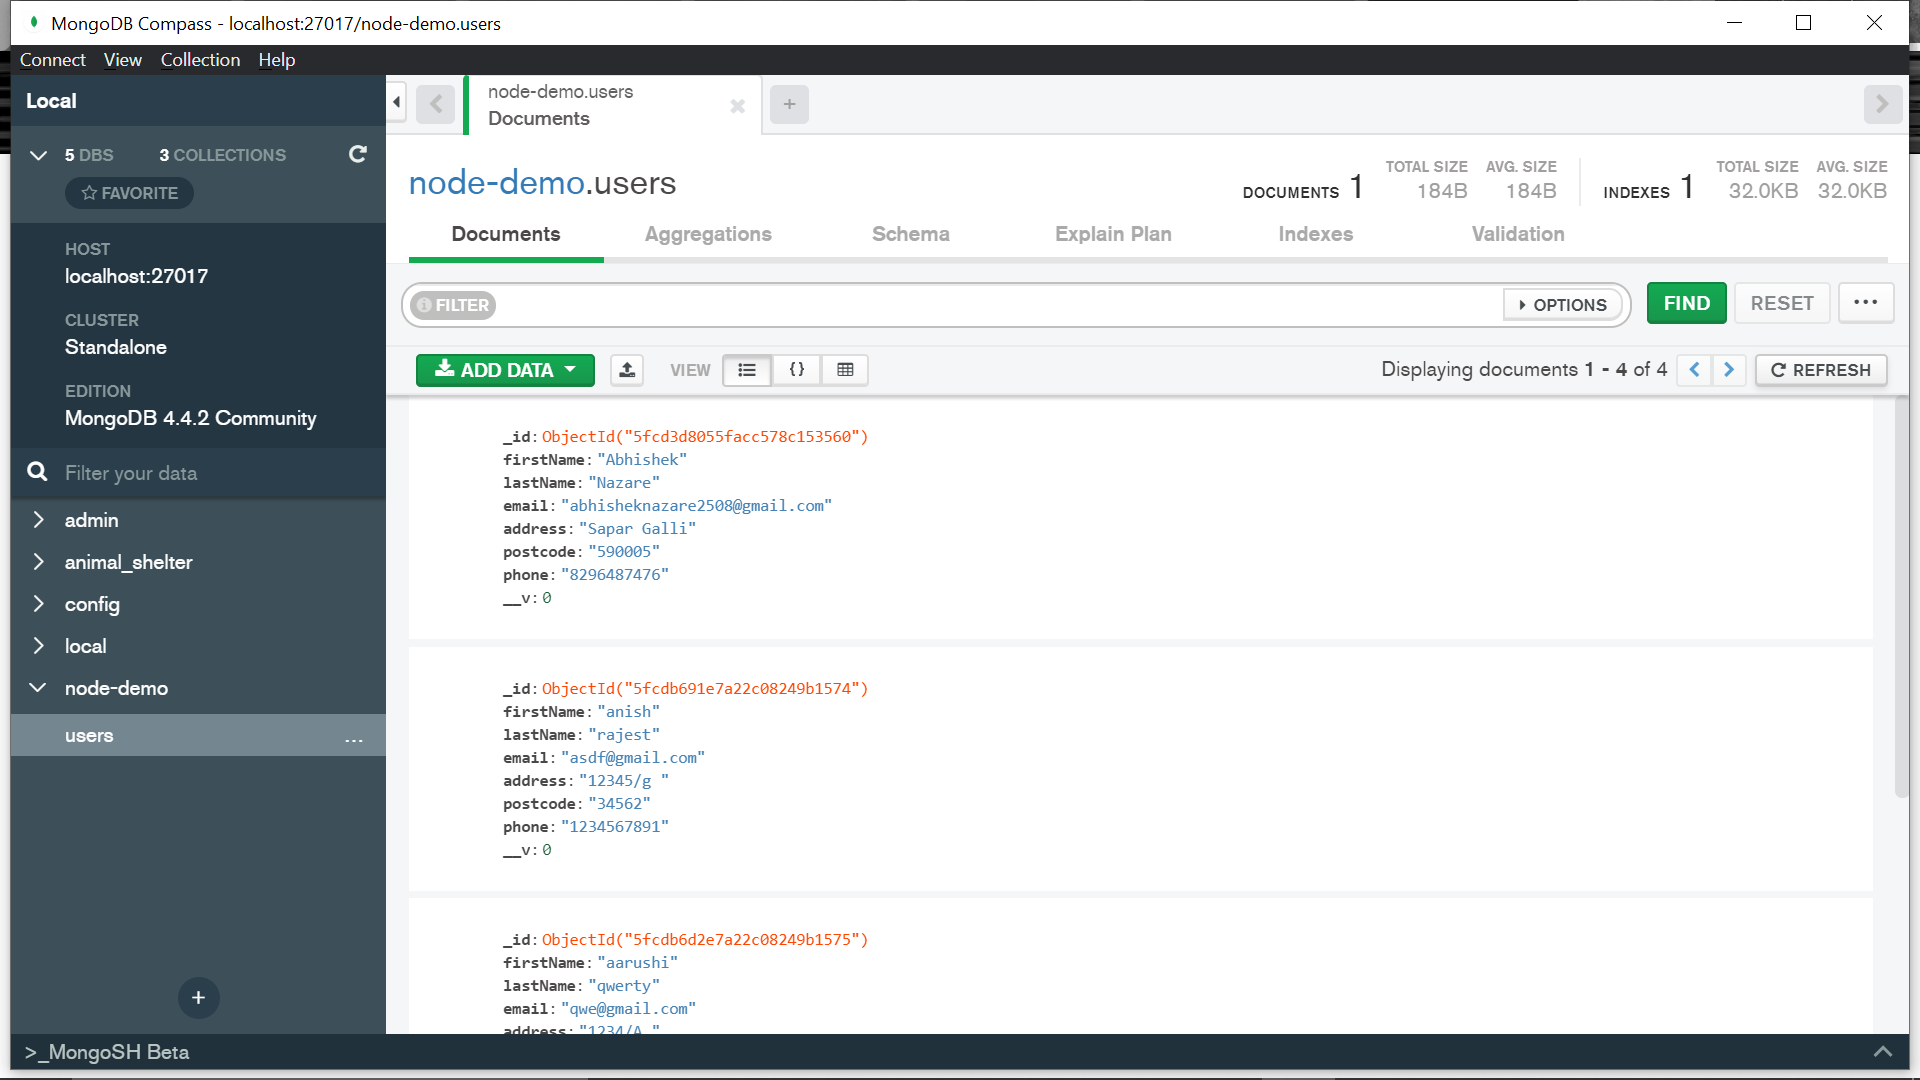 MongoDB Compass - localhost:27017/node-demo.users
Connect View Collection Help
Local
5 DBS 3 COLLECTIONS
FAVORITE
HOST
localhost:27017
CLUSTER
Standalone
EDITION
MongoDB 4.4.2 Community
Filter your data
admin
animal_shelter
config
local
node-demo
users ...
+
node-demo.users
Documents
+
node-demo.users
DOCUMENTS 1
TOTAL SIZE AVG. SIZE
184B 184B
INDEXES 1
TOTAL SIZE AVG. SIZE
32.0KB 32.0KB
Documents Aggregations Schema Explain Plan Indexes Validation
FILTER OPTIONS FIND RESET ...
ADD DATA VIEW {} Displaying documents 1 - 4 of 4 REFRESH
_id: ObjectId("5fcd3d8055facc578c153560")
firstName: "Abhishek"
lastName: "Nazare"
email: "abhisheknazare2508@gmail.com"
address: "Sapar Galli"
postcode: "590005"
phone: "8296487476"
__v: 0
_id: ObjectId("5fcdb691e7a22c08249b1574")
firstName: "anish"
lastName: "rajest"
email: "asdf@gmail.com"
address: "12345/g "
postcode: "34562"
phone: "1234567891"
__v: 0
_id: ObjectId("5fcdb6d2e7a22c08249b1575")
firstName: "aarushi"
lastName: "qwerty"
email: "qwe@gmail.com"
address: "1234/A "
>_MongoSH Beta